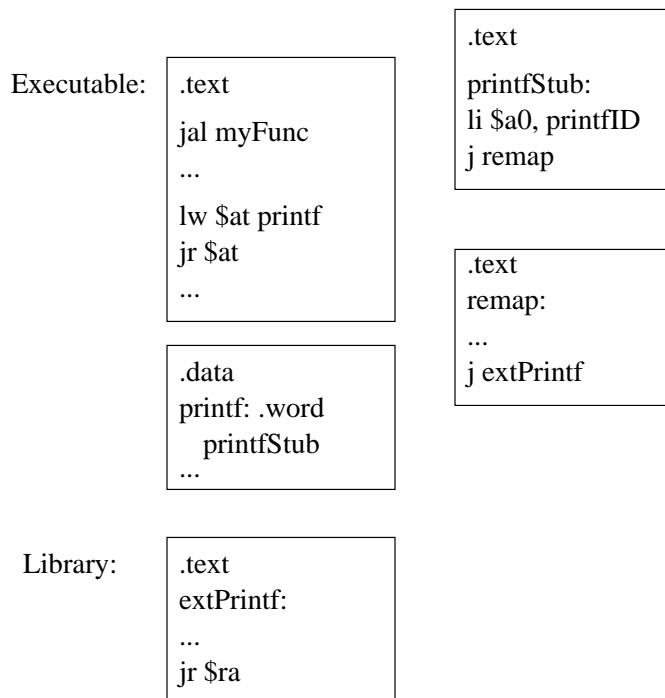 Executable:
.text
jal myFunc
...
lw $at printf
jr $at
...
.data
printf: .word
printfStub
...
.text
printfStub:
li $a0, printfID
j remap
.text
remap:
...
j extPrintf
Library:
.text
extPrintf:
...
jr $ra